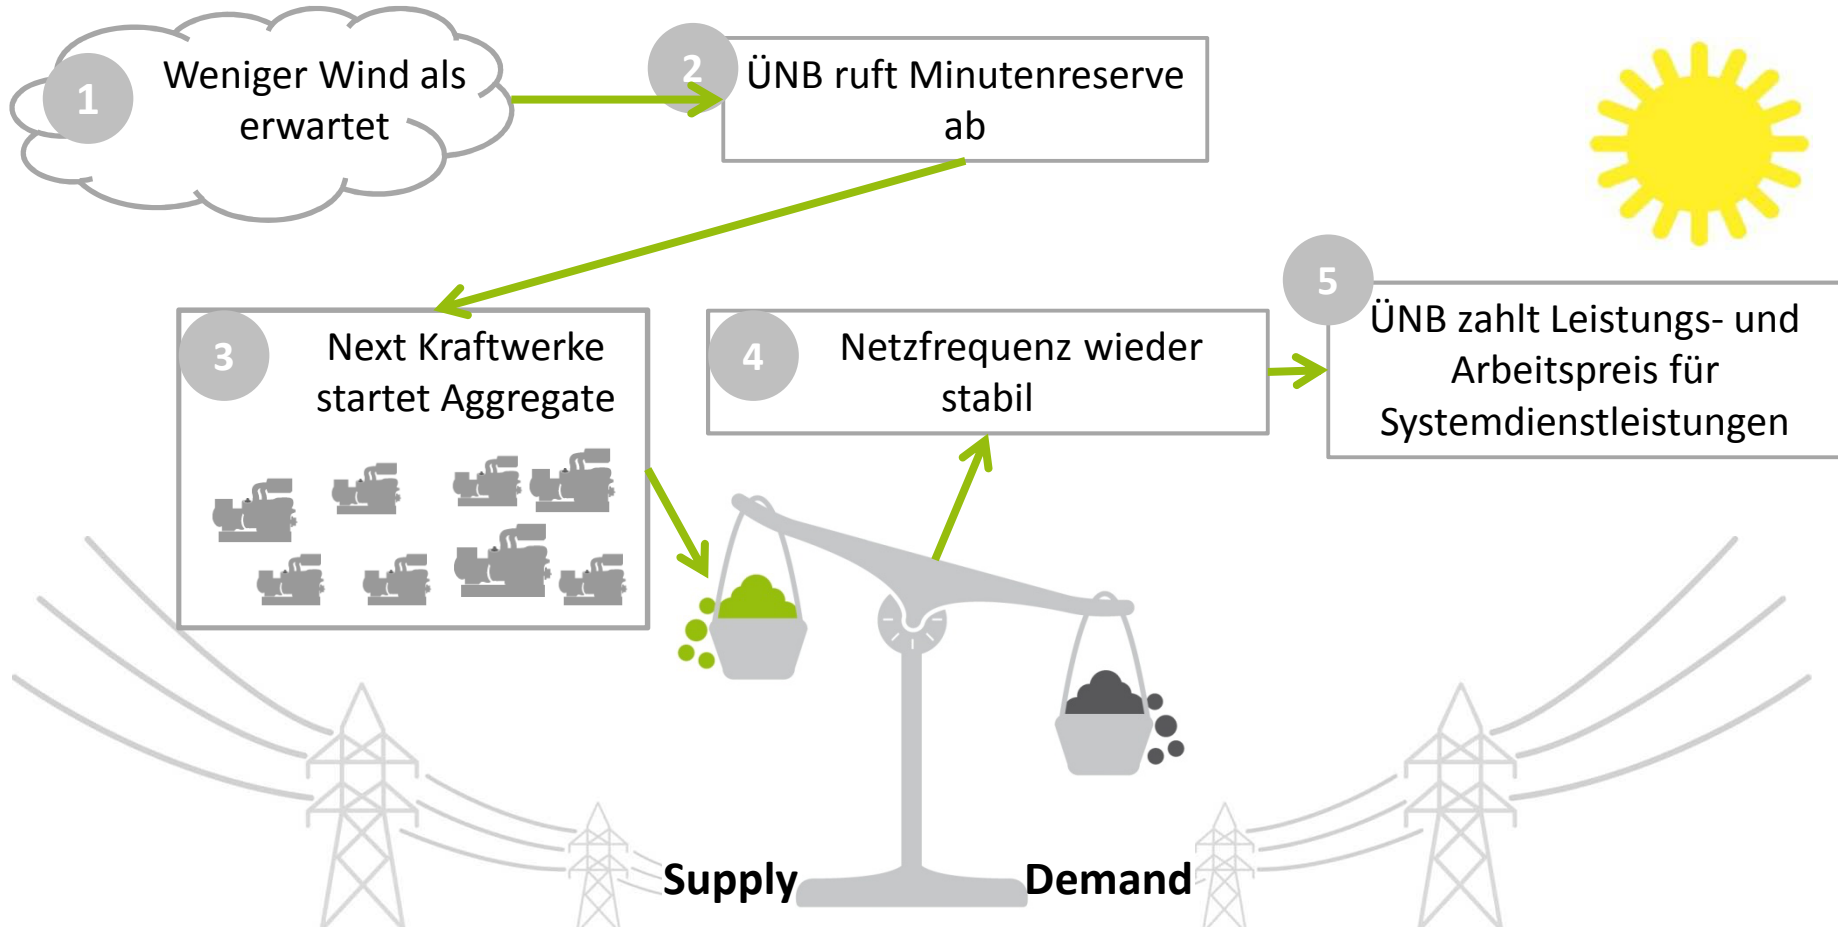 1
Weniger Wind als
erwartet
2
ÜNB ruft Minutenreserve
ab
3
Next Kraftwerke
startet Aggregate
4
Netzfrequenz wieder
stabil
5
ÜNB zahlt Leistungs- und
Arbeitspreis für
Systemdienstleistungen
Supply
Demand